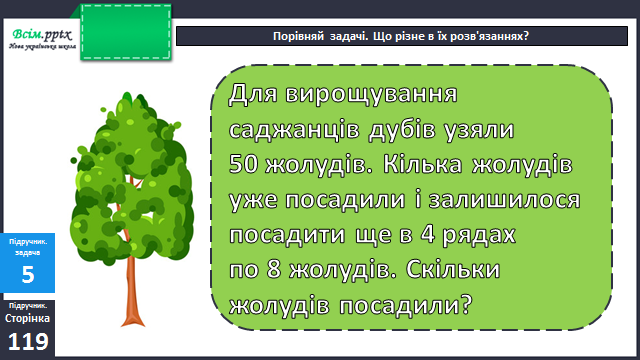 Всім.pptx
Нова українська школа
Порівняй задачі. Що різне в їх розв'язаннях?
Для вирощування
саджанців дубів узяли
50 жолудів. Кілька жолудів
уже посадили і залишилося
посадити ще в 4 рядах
по 8 жолудів. Скільки
жолудів посадили?
Підручник.
задача
5
Підручник.
Сторінка
119